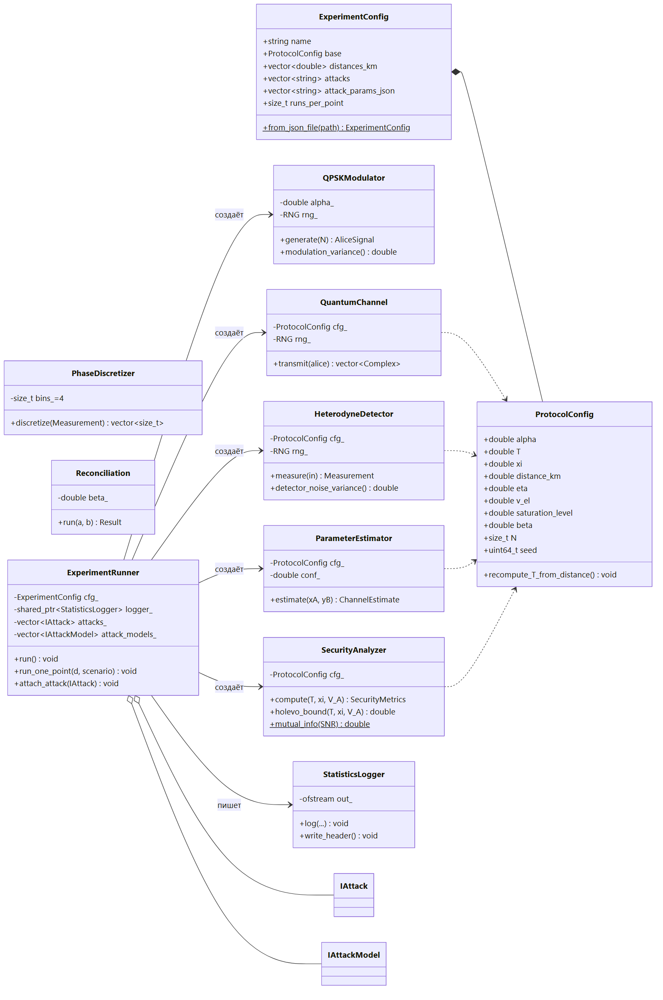 ExperimentConfig
+string name
+ProtocolConfig base
+vector<double> distances_km
+vector<string> attacks
+vector<string> attack_params_json
+size_t runs_per_point
+from_json_file(path) : ExperimentConfig
QPSKModulator
-double alpha_
-RNG rng_
+generate(N) : AliceSignal
+modulation_variance() : double
создаёт
QuantumChannel
-ProtocolConfig cfg_
-RNG rng_
+transmit(alice) : vector<Complex>
создаёт
PhaseDiscretizer
-size_t bins_=4
+discretize(Measurement) : vector<size_t>
HeterodyneDetector
-ProtocolConfig cfg_
-RNG rng_
+measure(in) : Measurement
+detector_noise_variance() : double
создаёт
ProtocolConfig
+double alpha
+double T
+double xi
+double distance_km
+double eta
+double v_el
+double saturation_level
+double beta
+size_t N
+uint64_t seed
+recompute_T_from_distance() : void
Reconciliation
-double beta_
+run(a, b) : Result
ParameterEstimator
-ProtocolConfig cfg_
-double conf_
+estimate(xA, yB) : ChannelEstimate
создаёт
ExperimentRunner
-ExperimentConfig cfg_
-shared_ptr<StatisticsLogger> logger_
-vector<IAttack> attacks_
-vector<IAttackModel> attack_models_
+run() : void
+run_one_point(d, scenario) : void
+attach_attack(IAttack) : void
SecurityAnalyzer
-ProtocolConfig cfg_
+compute(T, xi, V_A) : SecurityMetrics
+holevo_bound(T, xi, V_A) : double
+mutual_info(SNR) : double
создаёт
StatisticsLogger
-ofstream out_
+log(...) : void
+write_header() : void
пишет
IAttack
IAttackModel